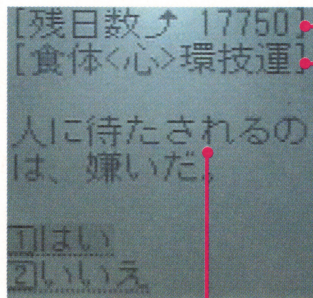 [残日数⤴ 17750]
[食体<心>環技運]
人に待たされるの
は、嫌いだ。
1はい
2いいえ